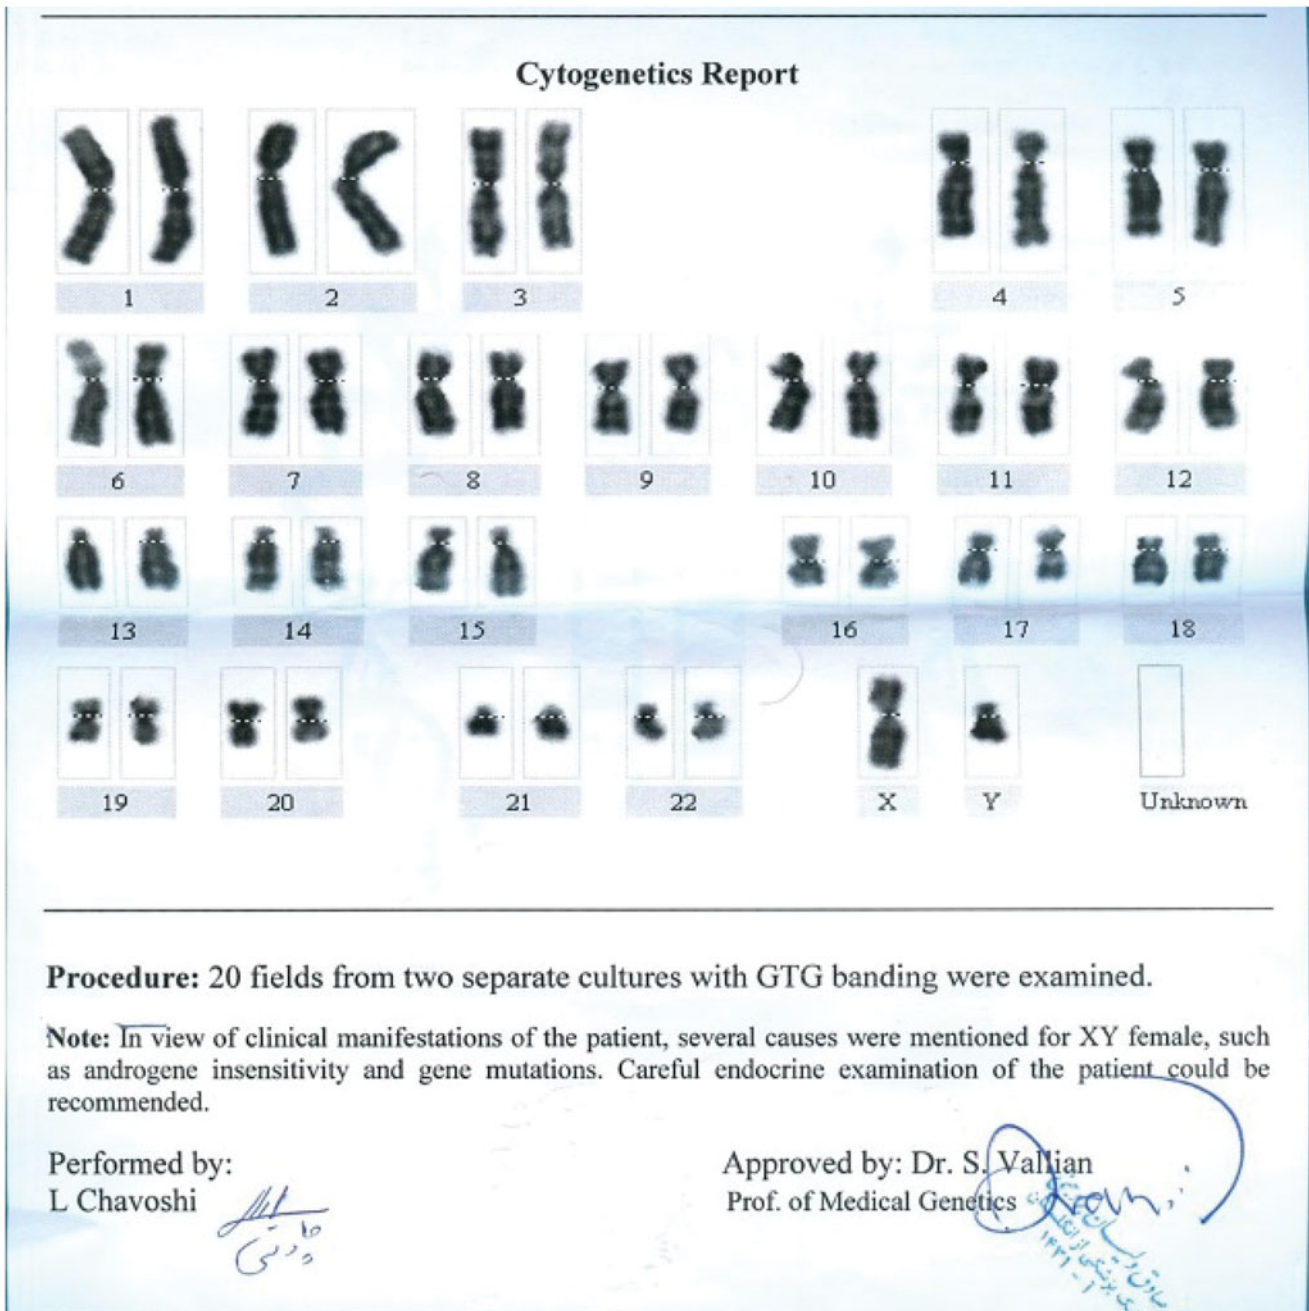 Cytogenetics Report
1 2 3 4 5
6 7 8 9 10 11 12
13 14 15 16 17 18
19 20 21 22 X Y Unknown
Procedure: 20 fields from two separate cultures with GTG banding were examined.
Note: In view of clinical manifestations of the patient, several causes were mentioned for XY female, such
as androgene insensitivity and gene mutations. Careful endocrine examination of the patient could be
recommended.
Performed by:
L Chavoshi
Approved by: Dr. S. Vallian
Prof. of Medical Genetics